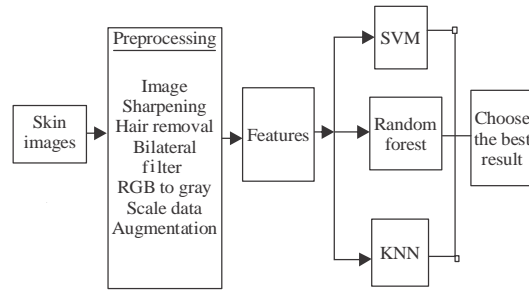 Skin
images
Preprocessing
Image
Sharpening
Hair removal
Bilateral
filter
RGB to gray
Scale data
Augmentation
Features
SVM
Random
forest
KNN
Choose
the best
result